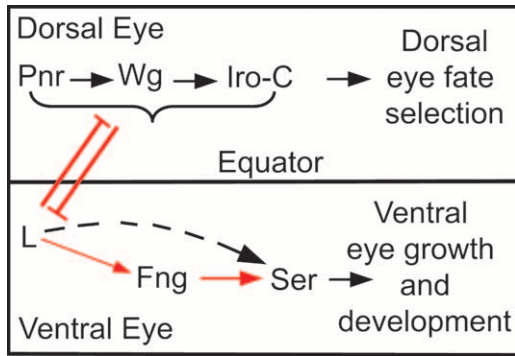 Dorsal Eye
Pnr Wg Iro-C
Dorsal
eye fate
selection
Equator
L
Fng Ser
Ventral
eye growth
and
development
Ventral Eye